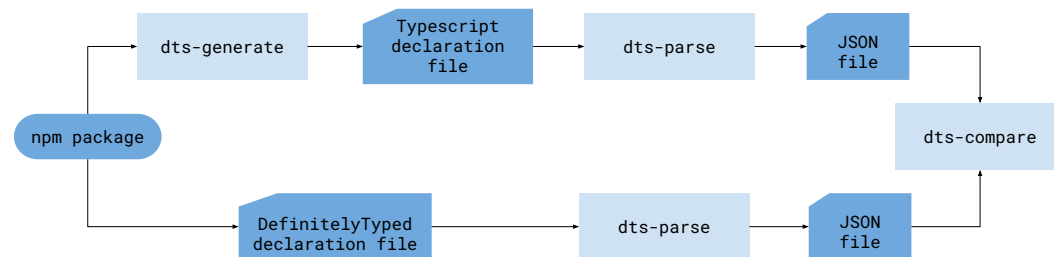 dts-generate
Typescript
declaration
file
dts-parse
JSON
file
npm package
dts-compare
DefinitelyTyped
declaration file
dts-parse
JSON
file